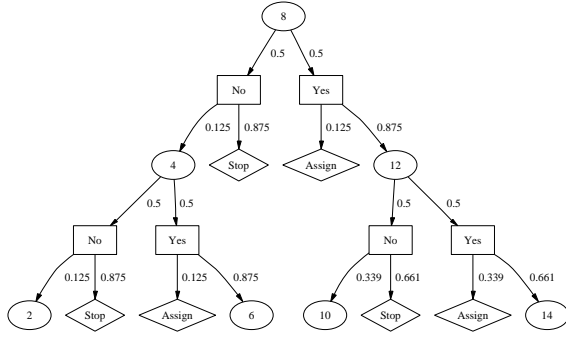 8
0.5 0.5
No Yes
0.125 0.875 0.125 0.875
4 Stop Assign 12
0.5 0.5 0.5 0.5
No Yes No Yes
0.125 0.875 0.125 0.875 0.339 0.661 0.339 0.661
2 Stop Assign 6 10 Stop Assign 14